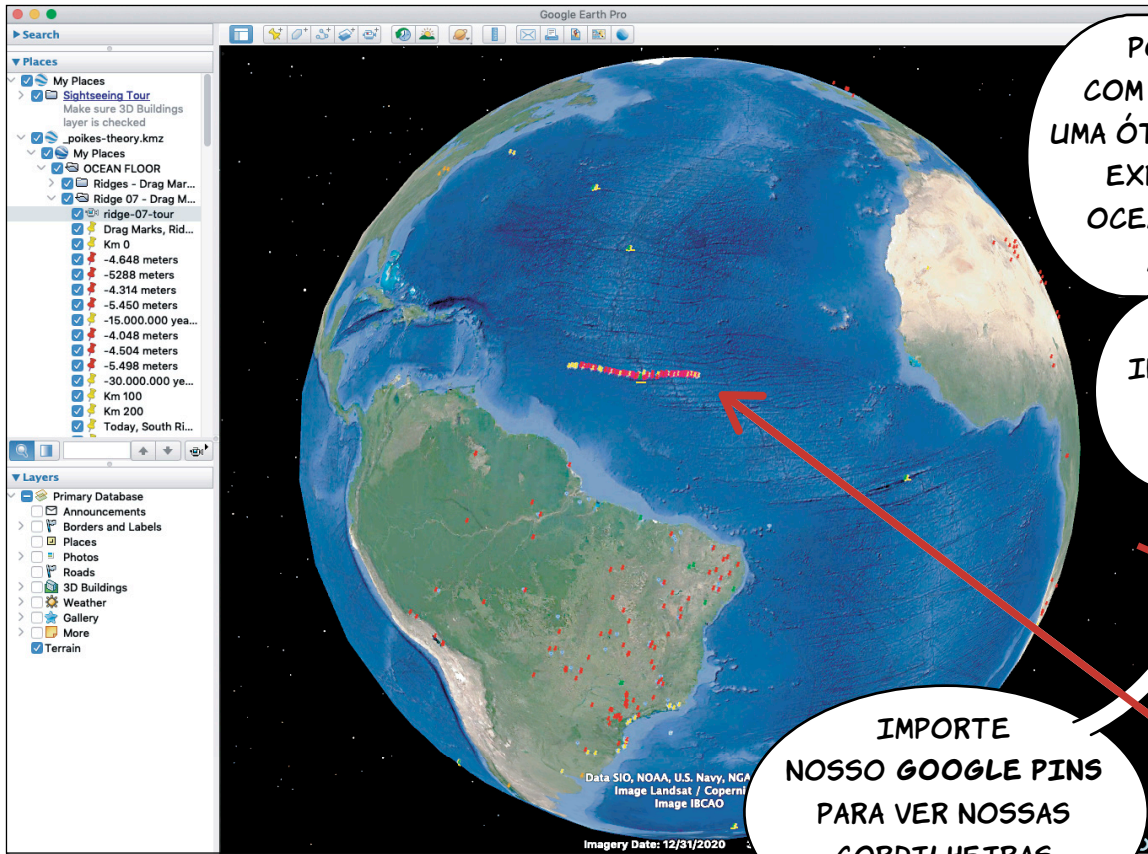 Google Earth Pro
Search
Places
My Places
Sightseeing Tour
Make sure 3D Buildings
layer is checked
_poikes-theory.kmz
My Places
OCEAN FLOOR
Ridges - Drag Mar...
Ridge 07 - Drag M...
ridge-07-tour
Drag Marks, Rid...
Km 0
-4.648 meters
-5288 meters
-4.314 meters
-5.450 meters
-15.000.000 yea...
-4.048 meters
-4.504 meters
-5.498 meters
-30.000.000 ye...
Km 100
Km 200
Today, South Ri...
Layers
Primary Database
Announcements
Borders and Labels
Places
Photos
Roads
3D Buildings
Weather
Gallery
More
Terrain
COM
UMA
IMPORTE
NOSSO GOOGLE PINS
PARA VER NOSSAS
CORDILHEIRAS
Data SIO, NOAA, U.S. Navy, NGA
Image Landsat / Coperni
Image IBCAO
Imagery Date: 12/31/2020